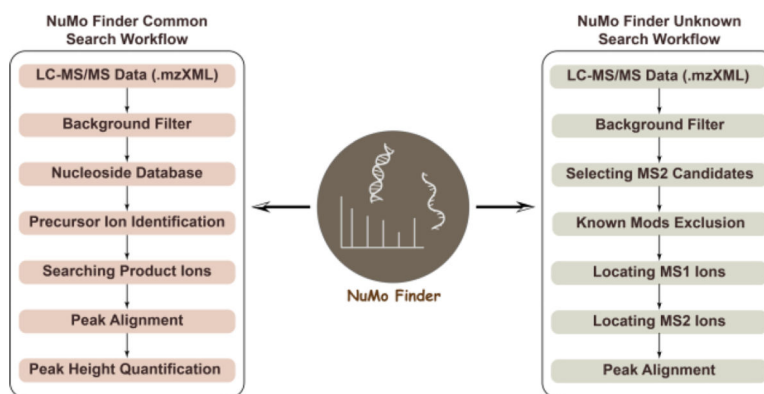 NuMo Finder Common
Search Workflow
LC-MS/MS Data (.mzXML)
Background Filter
Nucleoside Database
Precursor Ion Identification
Searching Product Ions
Peak Alignment
Peak Height Quantification
NuMo Finder
NuMo Finder Unknown
Search Workflow
LC-MS/MS Data (.mzXML)
Background Filter
Selecting MS2 Candidates
Known Mods Exclusion
Locating MS1 Ions
Locating MS2 Ions
Peak Alignment